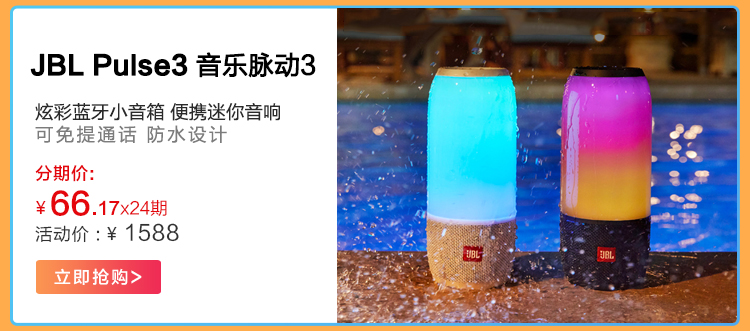 JBL Pulse3 音乐脉动3
炫彩蓝牙小音箱 便携迷你音响
可免提通话 防水设计
分期价:
¥66.17x24期
活动价：¥ 1588
立即抢购>
JBL
JBL